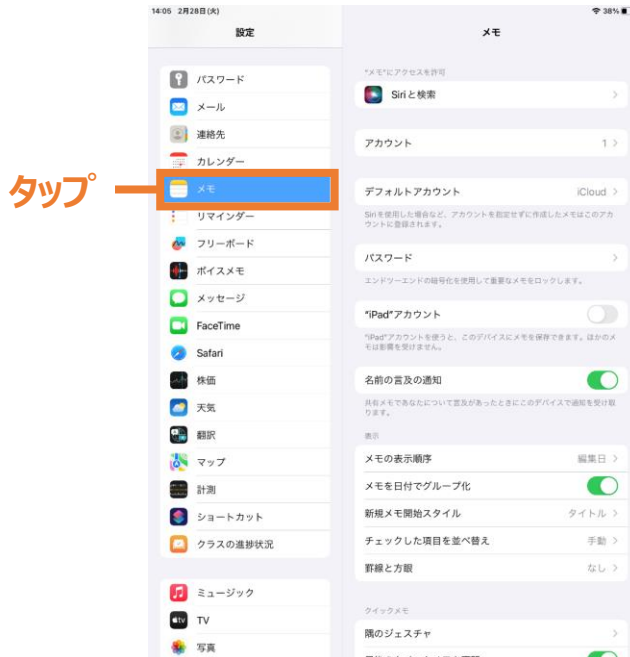 14:05 2月28日(火)
38%
設定
パスワード
メール
連絡先
カレンダー
メモ
リマインダー
フリーボード
ボイスメモ
メッセージ
FaceTime
Safari
株価
天気
翻訳
マップ
計測
ショートカット
クラスの進捗状況
ミュージック
TV
写真
タップ
メモ
"メモ"にアクセスを許可
Siriと検索
アカウント 1
デフォルトアカウント iCloud
Siriを使用した場合など、アカウントを指定せずに作成したメモはこのアカ
ウントに登録されます。
パスワード
エンドツーエンドの暗号化を使用して重要なメモをロックします。
"iPad"アカウント
"iPad"アカウントを使うと、このデバイスにメモを保存できます。ほかのメ
モは影響を受けません。
名前の言及の通知
共有メモであなたについて言及があったときにこのデバイスで通知を受け取
ります。
表示
メモの表示順序 編集日
メモを日付でグループ化
新規メモ開始スタイル タイトル
チェックした項目を並べ替え 手動
罫線と方眼 なし
クイックメモ
隅のジェスチャ